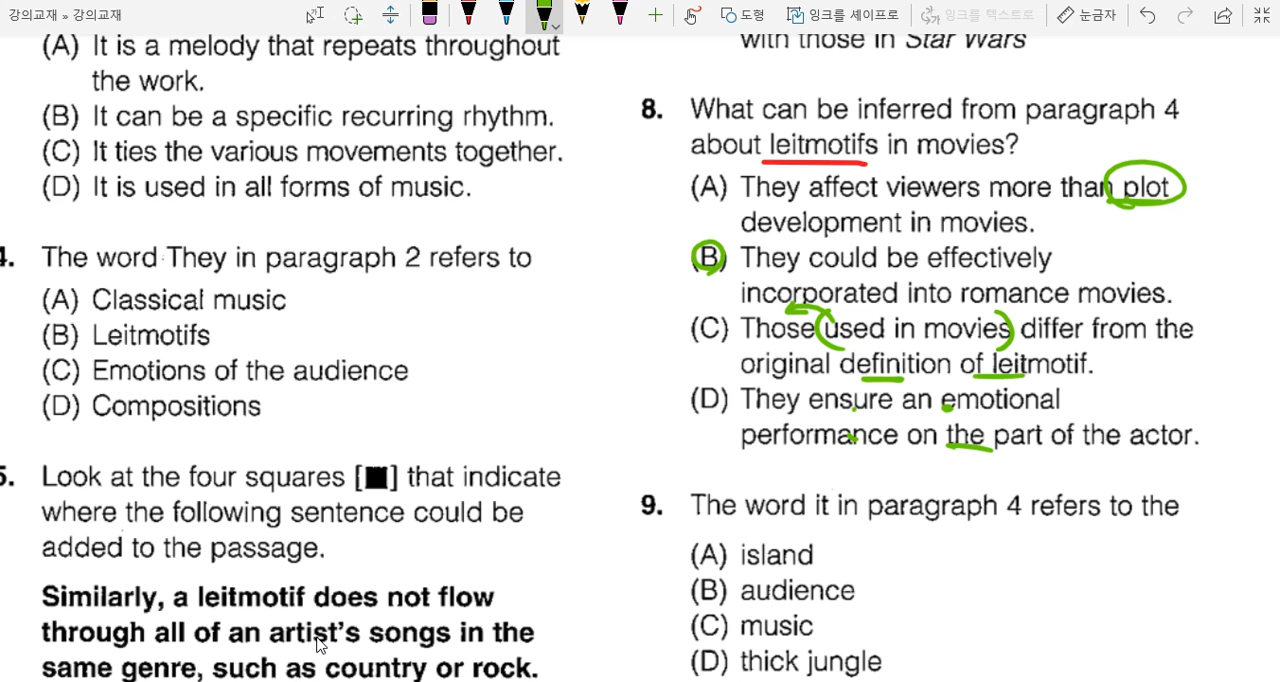 강의교재 » 강의교재
도형
잉크를 셰이프로
잉크를 텍스트로
눈금자
(A) It is a melody that repeats throughout
the work.
(B) It can be a specific recurring rhythm.
(C) It ties the various movements together.
(D) It is used in all forms of music.
4. The word They in paragraph 2 refers to
(A) Classical music
(B) Leitmotifs
(C) Emotions of the audience
(D) Compositions
5. Look at the four squares [■] that indicate
where the following sentence could be
added to the passage.
Similarly, a leitmotif does not flow
through all of an artist's songs in the
same genre, such as country or rock.
with those in Star Wars
8. What can be inferred from paragraph 4
about leitmotifs in movies?
(A) They affect viewers more than plot
development in movies.
(B) They could be effectively
incorporated into romance movies.
(C) Those used in movies differ from the
original definition of leitmotif.
(D) They ensure an emotional
performance on the part of the actor.
9. The word it in paragraph 4 refers to the
(A) island
(B) audience
(C) music
(D) thick jungle